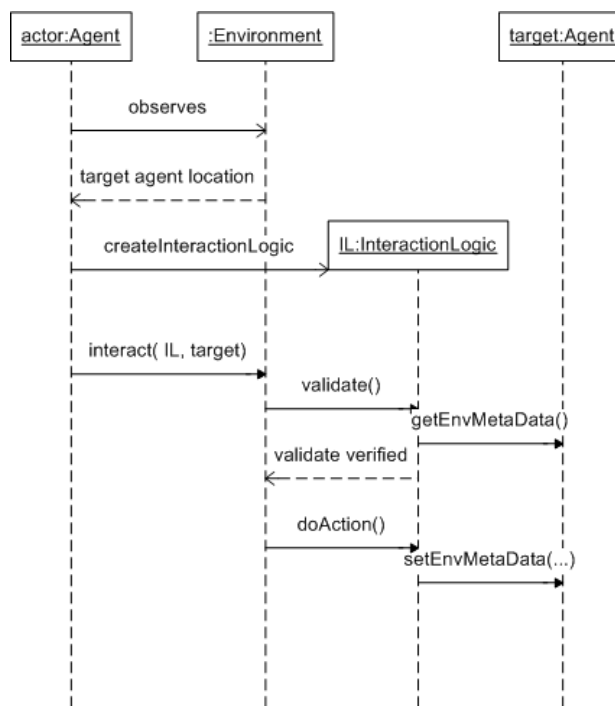 actor:Agent
:Environment
target:Agent
observes
target agent location
createInteractionLogic
IL:InteractionLogic
interact( IL, target)
validate()
getEnvMetaData()
validate verified
doAction()
setEnvMetaData(...)